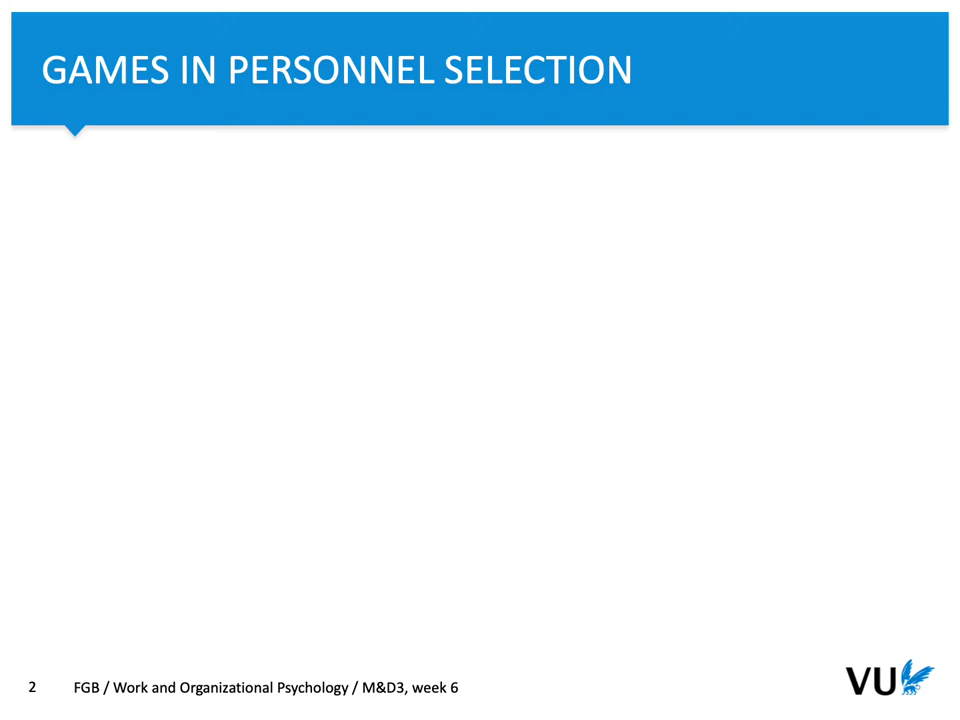 GAMES IN PERSONNEL SELECTION
2 FGB / Work and Organizational Psychology / M&D3, week 6
VU